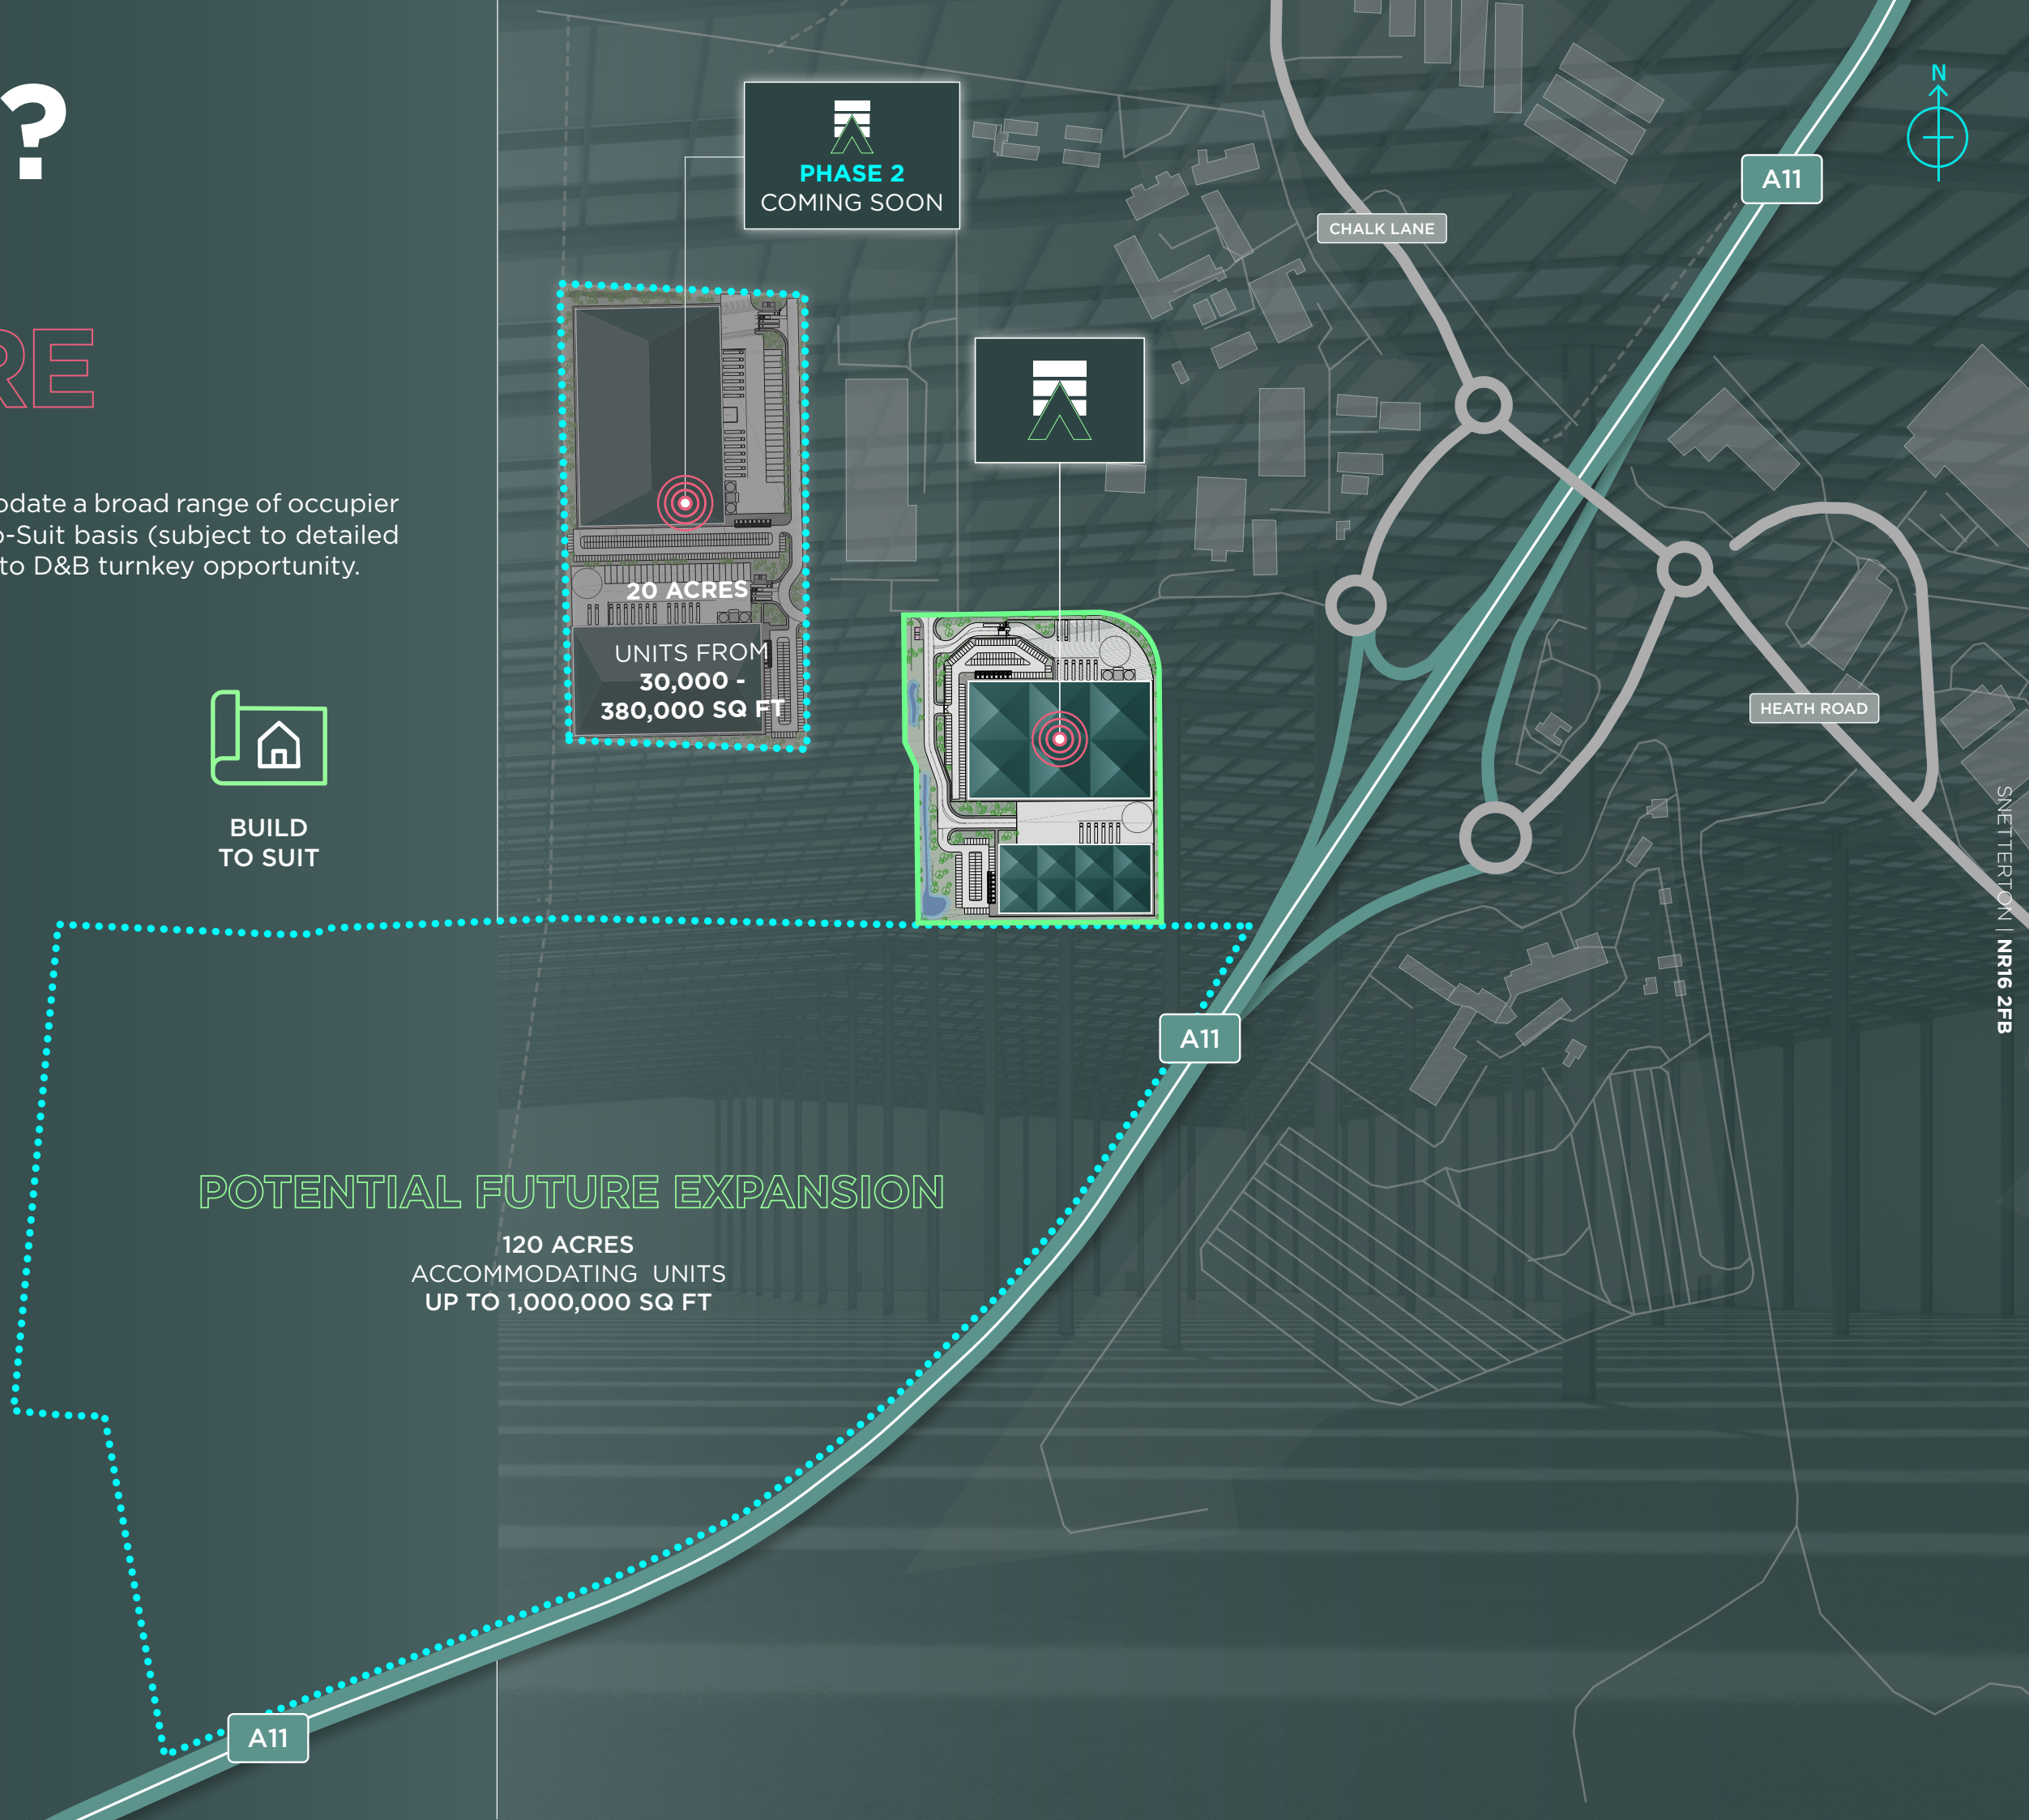 ?
RE
odate a broad range of occupier
o-Suit basis (subject to detailed
to D&B turnkey opportunity.
BUILD
TO SUIT
PHASE 2
COMING SOON
20 ACRES
UNITS FROM
30,000 -
380,000 SQ FT
N
A11
CHALK LANE
HEATH ROAD
SNETTERTON | NR16 2FB
A11
POTENTIAL FUTURE EXPANSION
120 ACRES
ACCOMMODATING UNITS
UP TO 1,000,000 SQ FT
A11